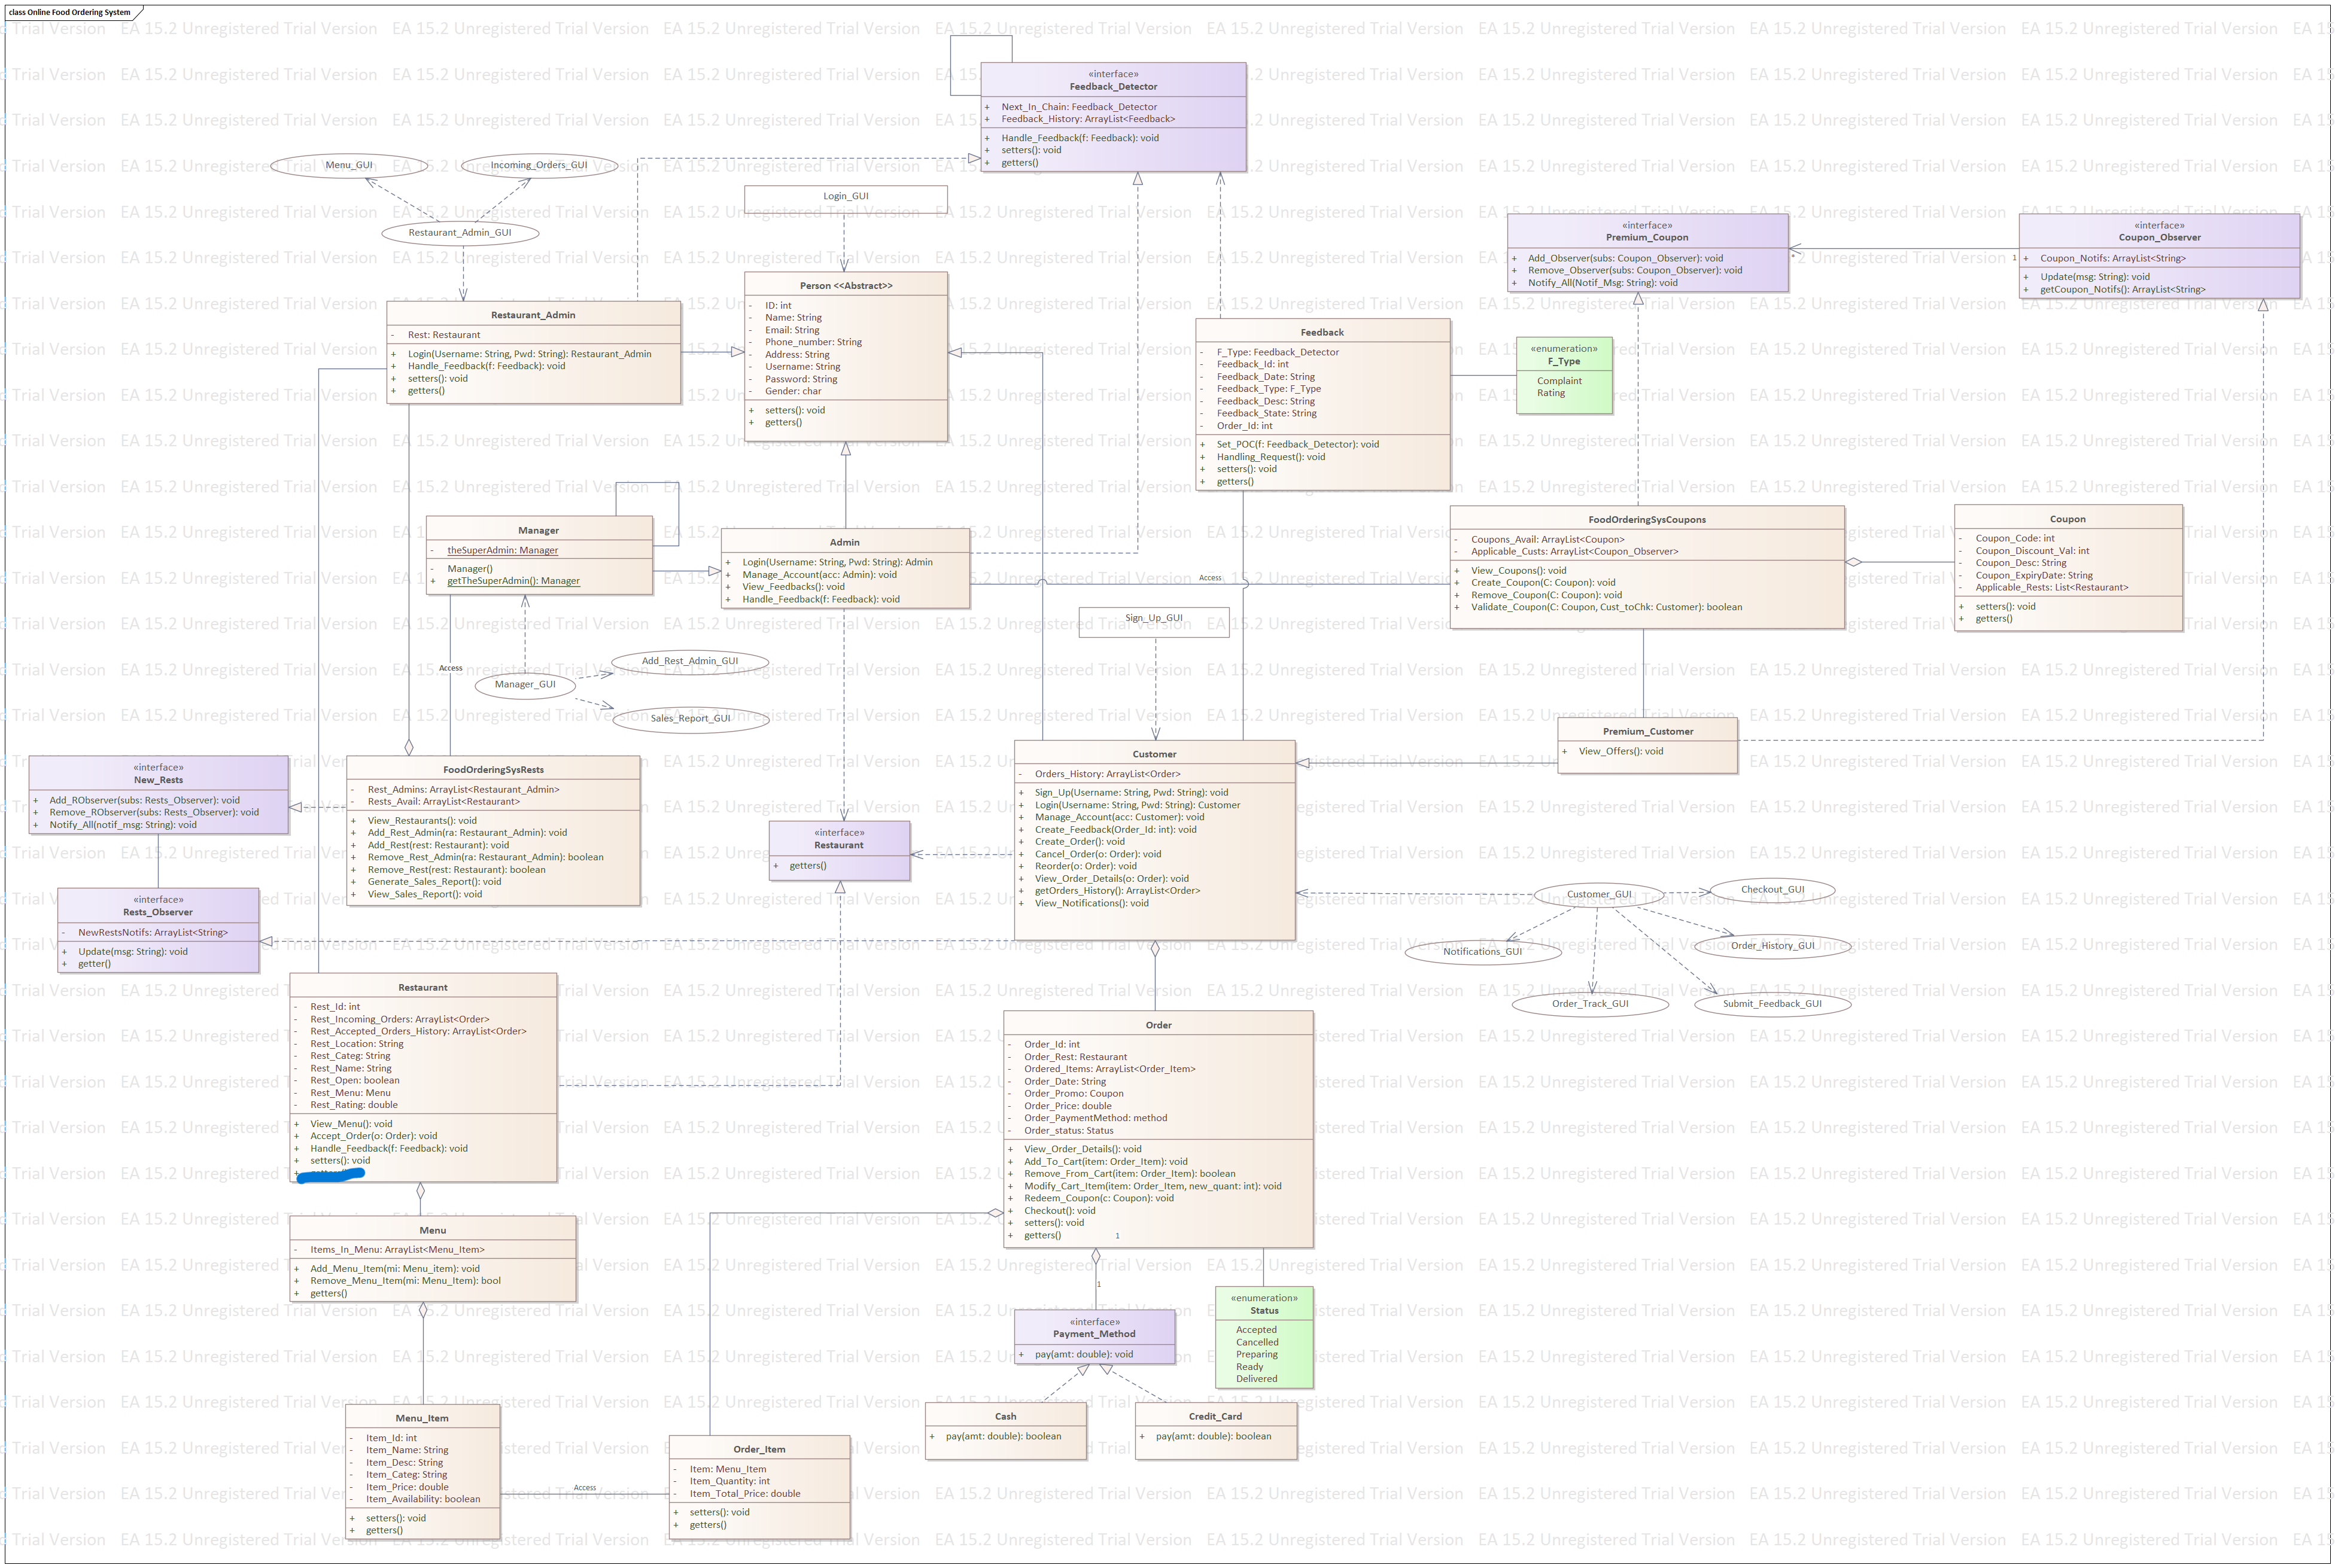 class Online Food Ordering System
EA 15.2 Unregistered Trial Version
«interface»
Feedback_Detector
+ Next_In_Chain: Feedback_Detector
+ Feedback_History: ArrayList<Feedback>
+ Handle_Feedback(f: Feedback): void
+ setters(): void
+ getters()
Menu_GUI
Incoming_Orders_GUI
Restaurant_Admin_GUI
Login_GUI
«interface»
Premium_Coupon
+ Add_Observer(subs: Coupon_Observer): void
+ Remove_Observer(subs: Coupon_Observer): void
+ Notify_All(Notif_Msg: String): void
*
1
«interface»
Coupon_Observer
+ Coupon_Notifs: ArrayList<String>
+ Update(msg: String): void
+ getCoupon_Notifs(): ArrayList<String>
Restaurant_Admin
- Rest: Restaurant
+ Login(Username: String, Pwd: String): Restaurant_Admin
+ Handle_Feedback(f: Feedback): void
+ setters(): void
+ getters()
Person <<Abstract>>
- ID: int
- Name: String
- Email: String
- Phone_number: String
- Address: String
- Username: String
- Password: String
- Gender: char
+ setters(): void
+ getters()
Feedback
- F_Type: Feedback_Detector
- Feedback_Id: int
- Feedback_Date: String
- Feedback_Type: F_Type
- Feedback_Desc: String
- Feedback_State: String
- Order_Id: int
+ Set_POC(f: Feedback_Detector): void
+ Handling_Request(): void
+ setters(): void
+ getters()
«enumeration»
F_Type
Complaint
Rating
Manager
- theSuperAdmin: Manager
- Manager()
+ getTheSuperAdmin(): Manager
Admin
+ Login(Username: String, Pwd: String): Admin
+ Manage_Account(acc: Admin): void
+ View_Feedbacks(): void
+ Handle_Feedback(f: Feedback): void
Access
FoodOrderingSysCoupons
- Coupons_Avail: ArrayList<Coupon>
- Applicable_Custs: ArrayList<Coupon_Observer>
+ View_Coupons(): void
+ Create_Coupon(C: Coupon): void
+ Remove_Coupon(C: Coupon): void
+ Validate_Coupon(C: Coupon, Cust_toChk: Customer): boolean
Coupon
- Coupon_Code: int
- Coupon_Discount_Val: int
- Coupon_Desc: String
- Coupon_ExpiryDate: String
- Applicable_Rests: List<Restaurant>
+ setters(): void
+ getters()
Sign_Up_GUI
Access
Add_Rest_Admin_GUI
Manager_GUI
Sales_Report_GUI
Premium_Customer
+ View_Offers(): void
«interface»
New_Rests
+ Add_RObserver(subs: Rests_Observer): void
+ Remove_RObserver(subs: Rests_Observer): void
+ Notify_All(notif_msg: String): void
FoodOrderingSysRests
- Rest_Admins: ArrayList<Restaurant_Admin>
- Rests_Avail: ArrayList<Restaurant>
+ View_Restaurants(): void
+ Add_Rest_Admin(ra: Restaurant_Admin): void
+ Add_Rest(rest: Restaurant): void
+ Remove_Rest_Admin(ra: Restaurant_Admin): boolean
+ Remove_Rest(rest: Restaurant): boolean
+ Generate_Sales_Report(): void
+ View_Sales_Report(): void
«interface»
Restaurant
+ getters()
Customer
- Orders_History: ArrayList<Order>
+ Sign_Up(Username: String, Pwd: String): void
+ Login(Username: String, Pwd: String): Customer
+ Manage_Account(acc: Customer): void
+ Create_Feedback(Order_Id: int): void
+ Create_Order(): void
+ Cancel_Order(o: Order): void
+ Reorder(o: Order): void
+ View_Order_Details(o: Order): void
+ getOrders_History(): ArrayList<Order>
+ View_Notifications(): void
«interface»
Rests_Observer
- NewRestsNotifs: ArrayList<String>
+ Update(msg: String): void
+ getter()
Customer_GUI
Checkout_GUI
Notifications_GUI
Order_History_GUI
Order_Track_GUI
Submit_Feedback_GUI
Restaurant
- Rest_Id: int
- Rest_Incoming_Orders: ArrayList<Order>
- Rest_Accepted_Orders_History: ArrayList<Order>
- Rest_Location: String
- Rest_Categ: String
- Rest_Name: String
- Rest_Open: boolean
- Rest_Menu: Menu
- Rest_Rating: double
+ View_Menu(): void
+ Accept_Order(o: Order): void
+ Handle_Feedback(f: Feedback): void
+ setters(): void
Order
- Order_Id: int
- Order_Rest: Restaurant
- Ordered_Items: ArrayList<Order_Item>
- Order_Date: String
- Order_Promo: Coupon
- Order_Price: double
- Order_PaymentMethod: method
- Order_status: Status
+ View_Order_Details(): void
+ Add_To_Cart(item: Order_Item): void
+ Remove_From_Cart(item: Order_Item): boolean
+ Modify_Cart_Item(item: Order_Item, new_quant: int): void
+ Redeem_Coupon(c: Coupon): void
+ Checkout(): void
+ setters(): void
+ getters()
1
1
Menu
- Items_In_Menu: ArrayList<Menu_Item>
+ Add_Menu_Item(mi: Menu_item): void
+ Remove_Menu_Item(mi: Menu_Item): bool
+ getters()
«interface»
Payment_Method
+ pay(amt: double): void
«enumeration»
Status
Accepted
Cancelled
Preparing
Ready
Delivered
Cash
+ pay(amt: double): boolean
Credit_Card
+ pay(amt: double): boolean
Menu_Item
- Item_Id: int
- Item_Name: String
- Item_Desc: String
- Item_Categ: String
- Item_Price: double
- Item_Availability: boolean
+ setters(): void
+ getters()
Access
Order_Item
- Item: Menu_Item
- Item_Quantity: int
- Item_Total_Price: double
+ setters(): void
+ getters()